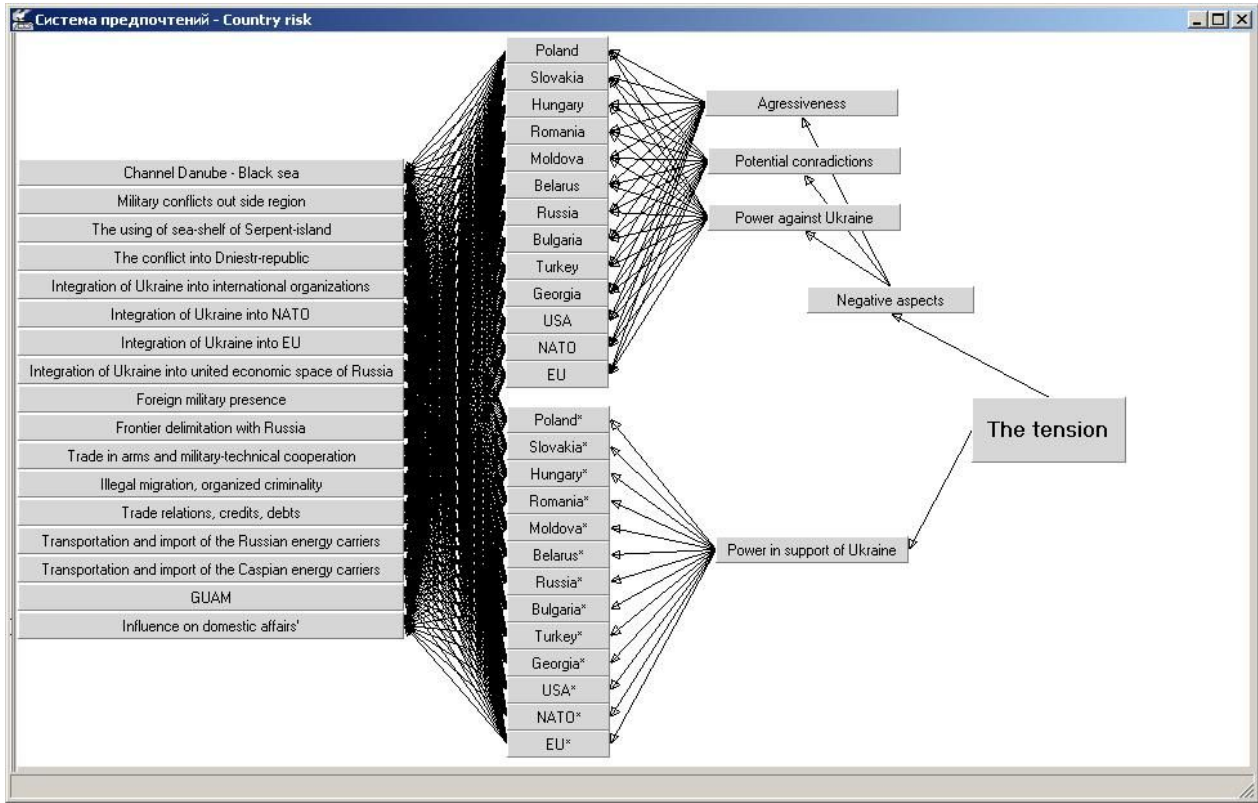 Система предпочтений - Country risk
Channel Danube - Black sea
Military conflicts out side region
The using of sea-shelf of Serpent-island
The conflict into Dniestr-republic
Integration of Ukraine into international organizations
Integration of Ukraine into NATO
Integration of Ukraine into EU
Integration of Ukraine into united economic space of Russia
Foreign military presence
Frontier delimitation with Russia
Trade in arms and military-technical cooperation
Illegal migration, organized criminality
Trade relations, credits, debts
Transportation and import of the Russian energy carriers
Transportation and import of the Caspian energy carriers
GUAM
Influence on domestic affairs'
Poland
Slovakia
Hungary
Romania
Moldova
Belarus
Russia
Bulgaria
Turkey
Georgia
USA
NATO
EU
Poland*
Slovakia*
Hungary*
Romania*
Moldova*
Belarus*
Russia*
Bulgaria*
Turkey*
Georgia*
USA*
NATO*
EU*
Agressiveness
Potential conradictions
Power against Ukraine
Negative aspects
The tension
Power in support of Ukraine